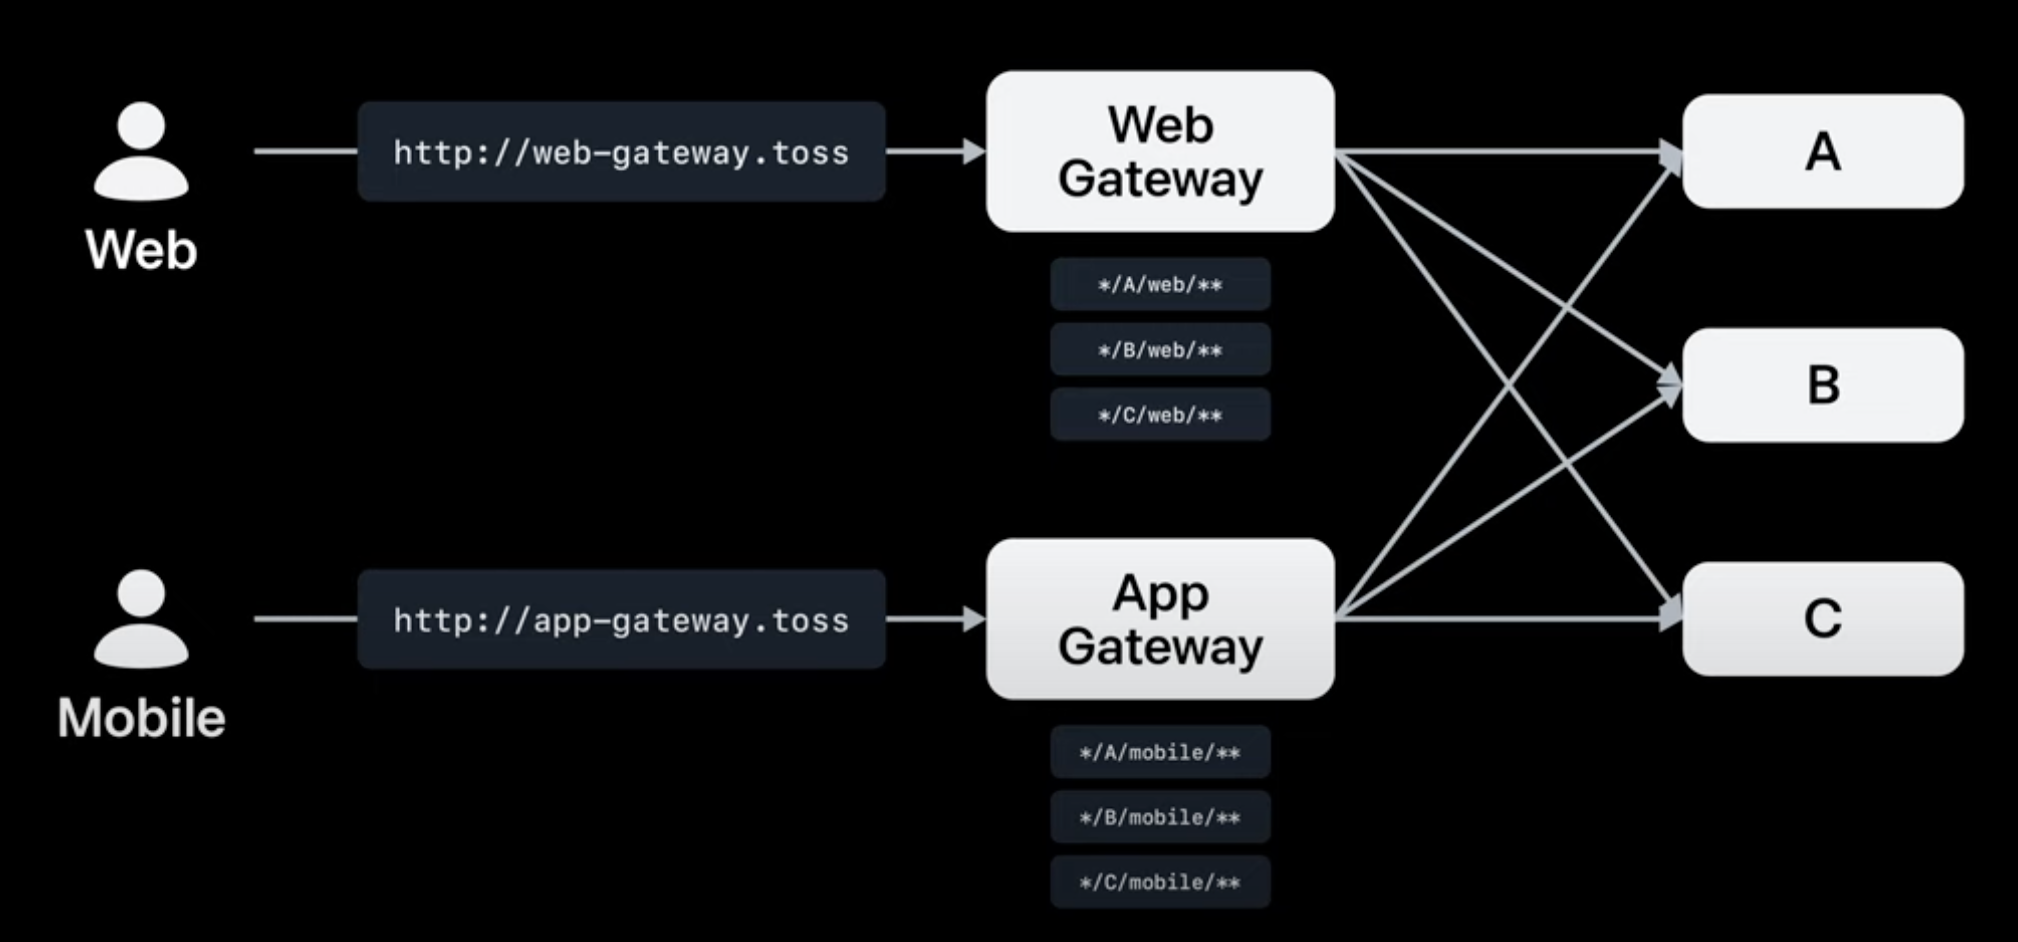 Web
http://web-gateway.toss
Web
Gateway
*/A/web/**
*/B/web/**
*/C/web/**
A
B
C
Mobile
http://app-gateway.toss
App
Gateway
*/A/mobile/**
*/B/mobile/**
*/C/mobile/**